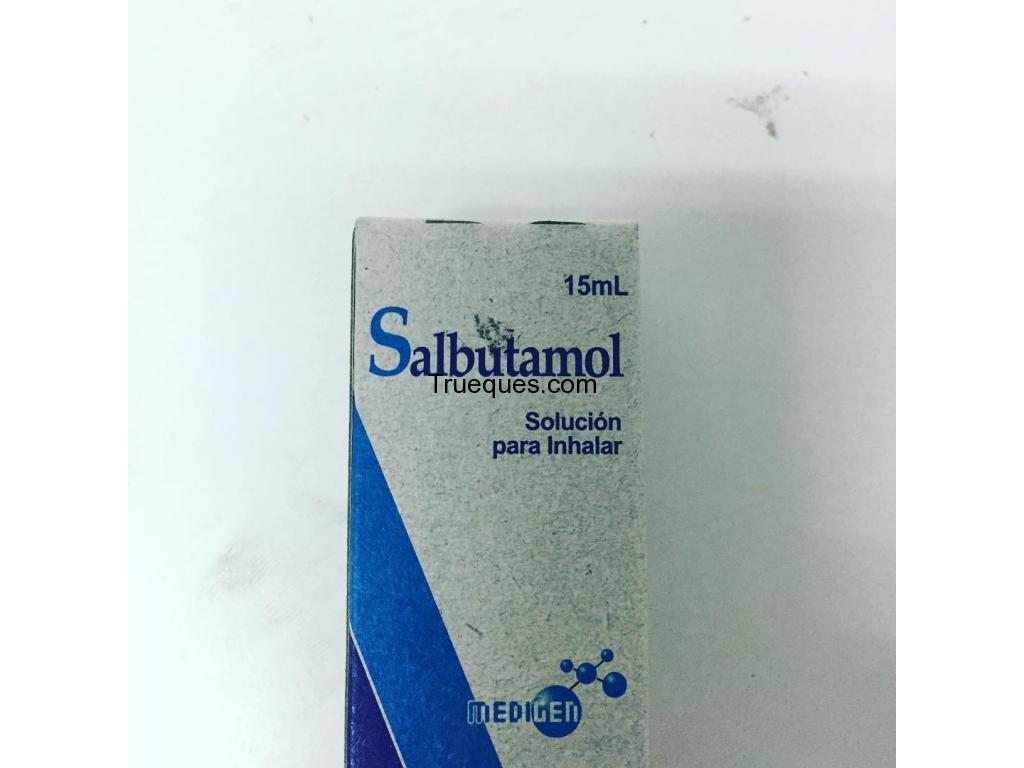 15mL
Salbutamol
Trueques.com
Solución
para Inhalar
MEDIGEN